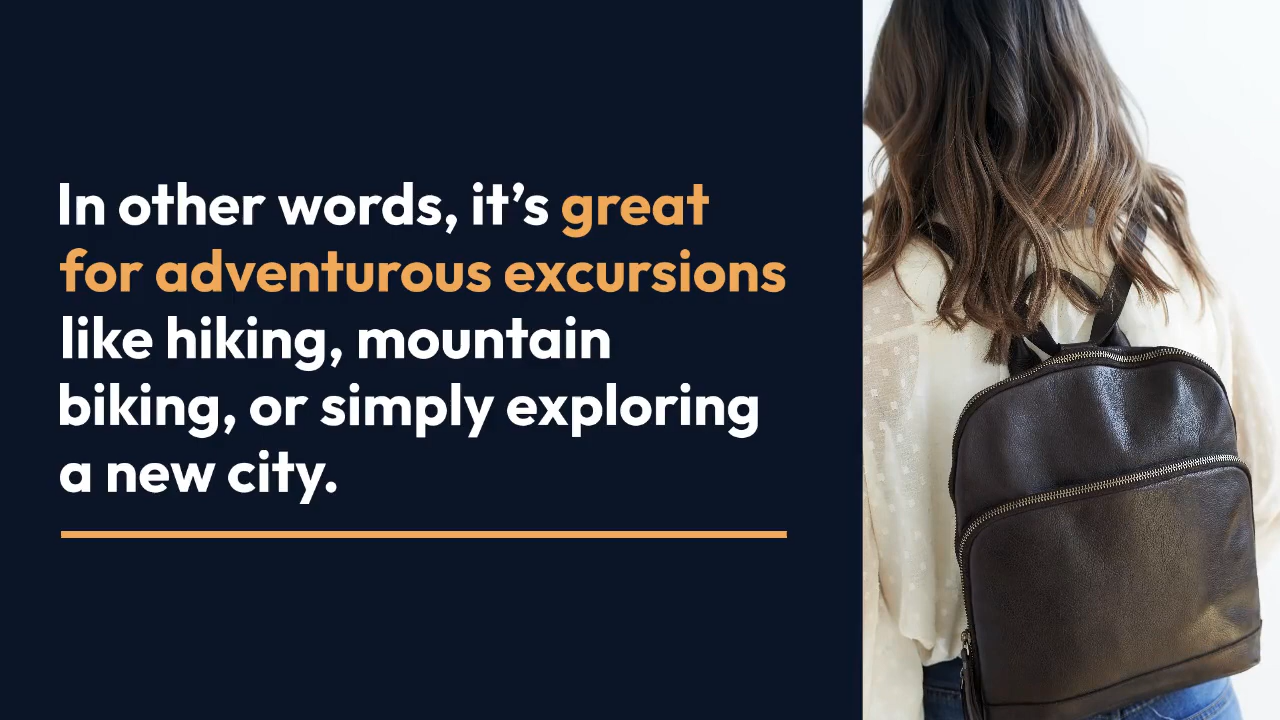 In other words, it’s great
for adventurous excursions
like hiking, mountain
biking, or simply exploring
a new city.